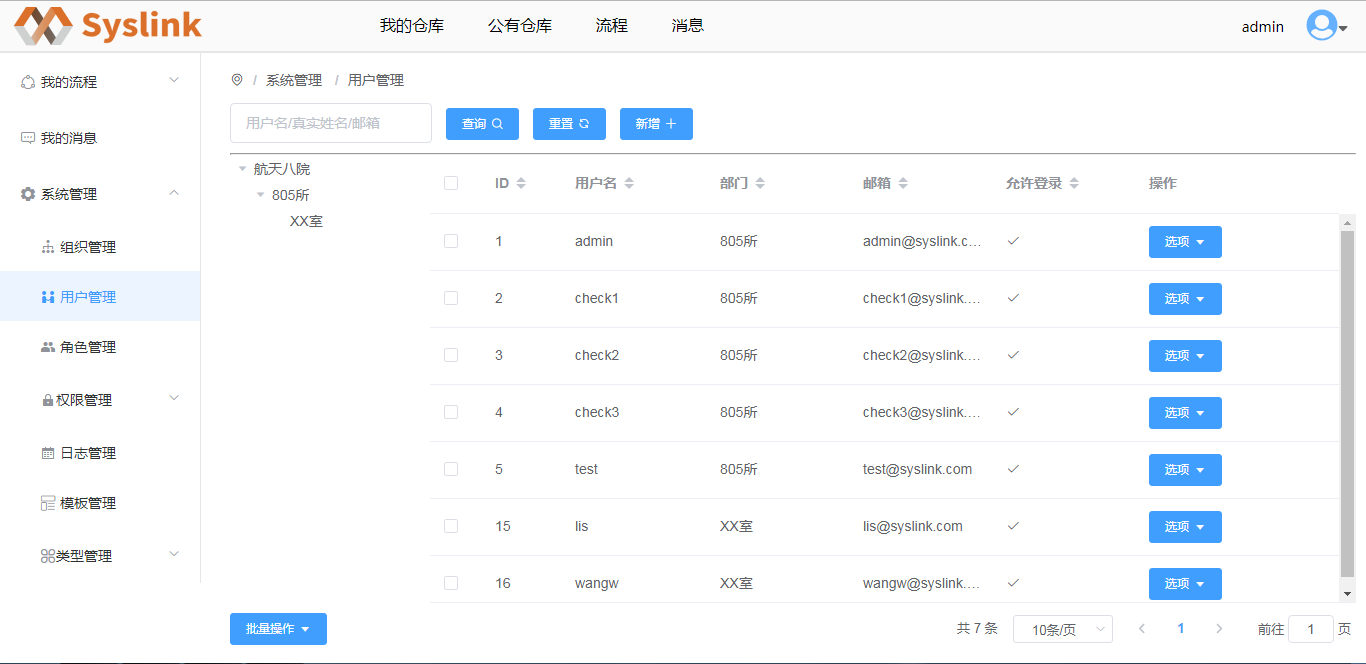 Syslink 我的仓库 公有仓库 流程 消息 admin
我的流程
我的消息
系统管理
组织管理
用户管理
角色管理
权限管理
日志管理
模板管理
类型管理
/ 系统管理 / 用户管理
用户名/真实姓名/邮箱 查询 重置 新增
航天八院
805所
XX室
ID 用户名 部门 邮箱 允许登录 操作
1 admin 805所 admin@syslink.c... 选项
2 check1 805所 check1@syslink.... 选项
3 check2 805所 check2@syslink.... 选项
4 check3 805所 check3@syslink.... 选项
5 test 805所 test@syslink.com 选项
15 lis XX室 lis@syslink.com 选项
16 wangw XX室 wangw@syslink.... 选项
批量操作 共 7 条 10条/页 1 前往 1 页